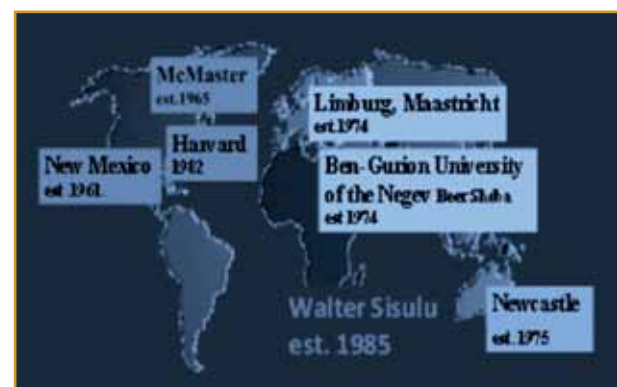 McMaster
est.1965
Limburg, Maastricht
est.1974
Harvard
1982
New Mexico
est 1961.
Ben-Gurion University
of the Negev Beer Sheba
est 1974
Walter Sisulu
est. 1985
Newcastle
est. 1975